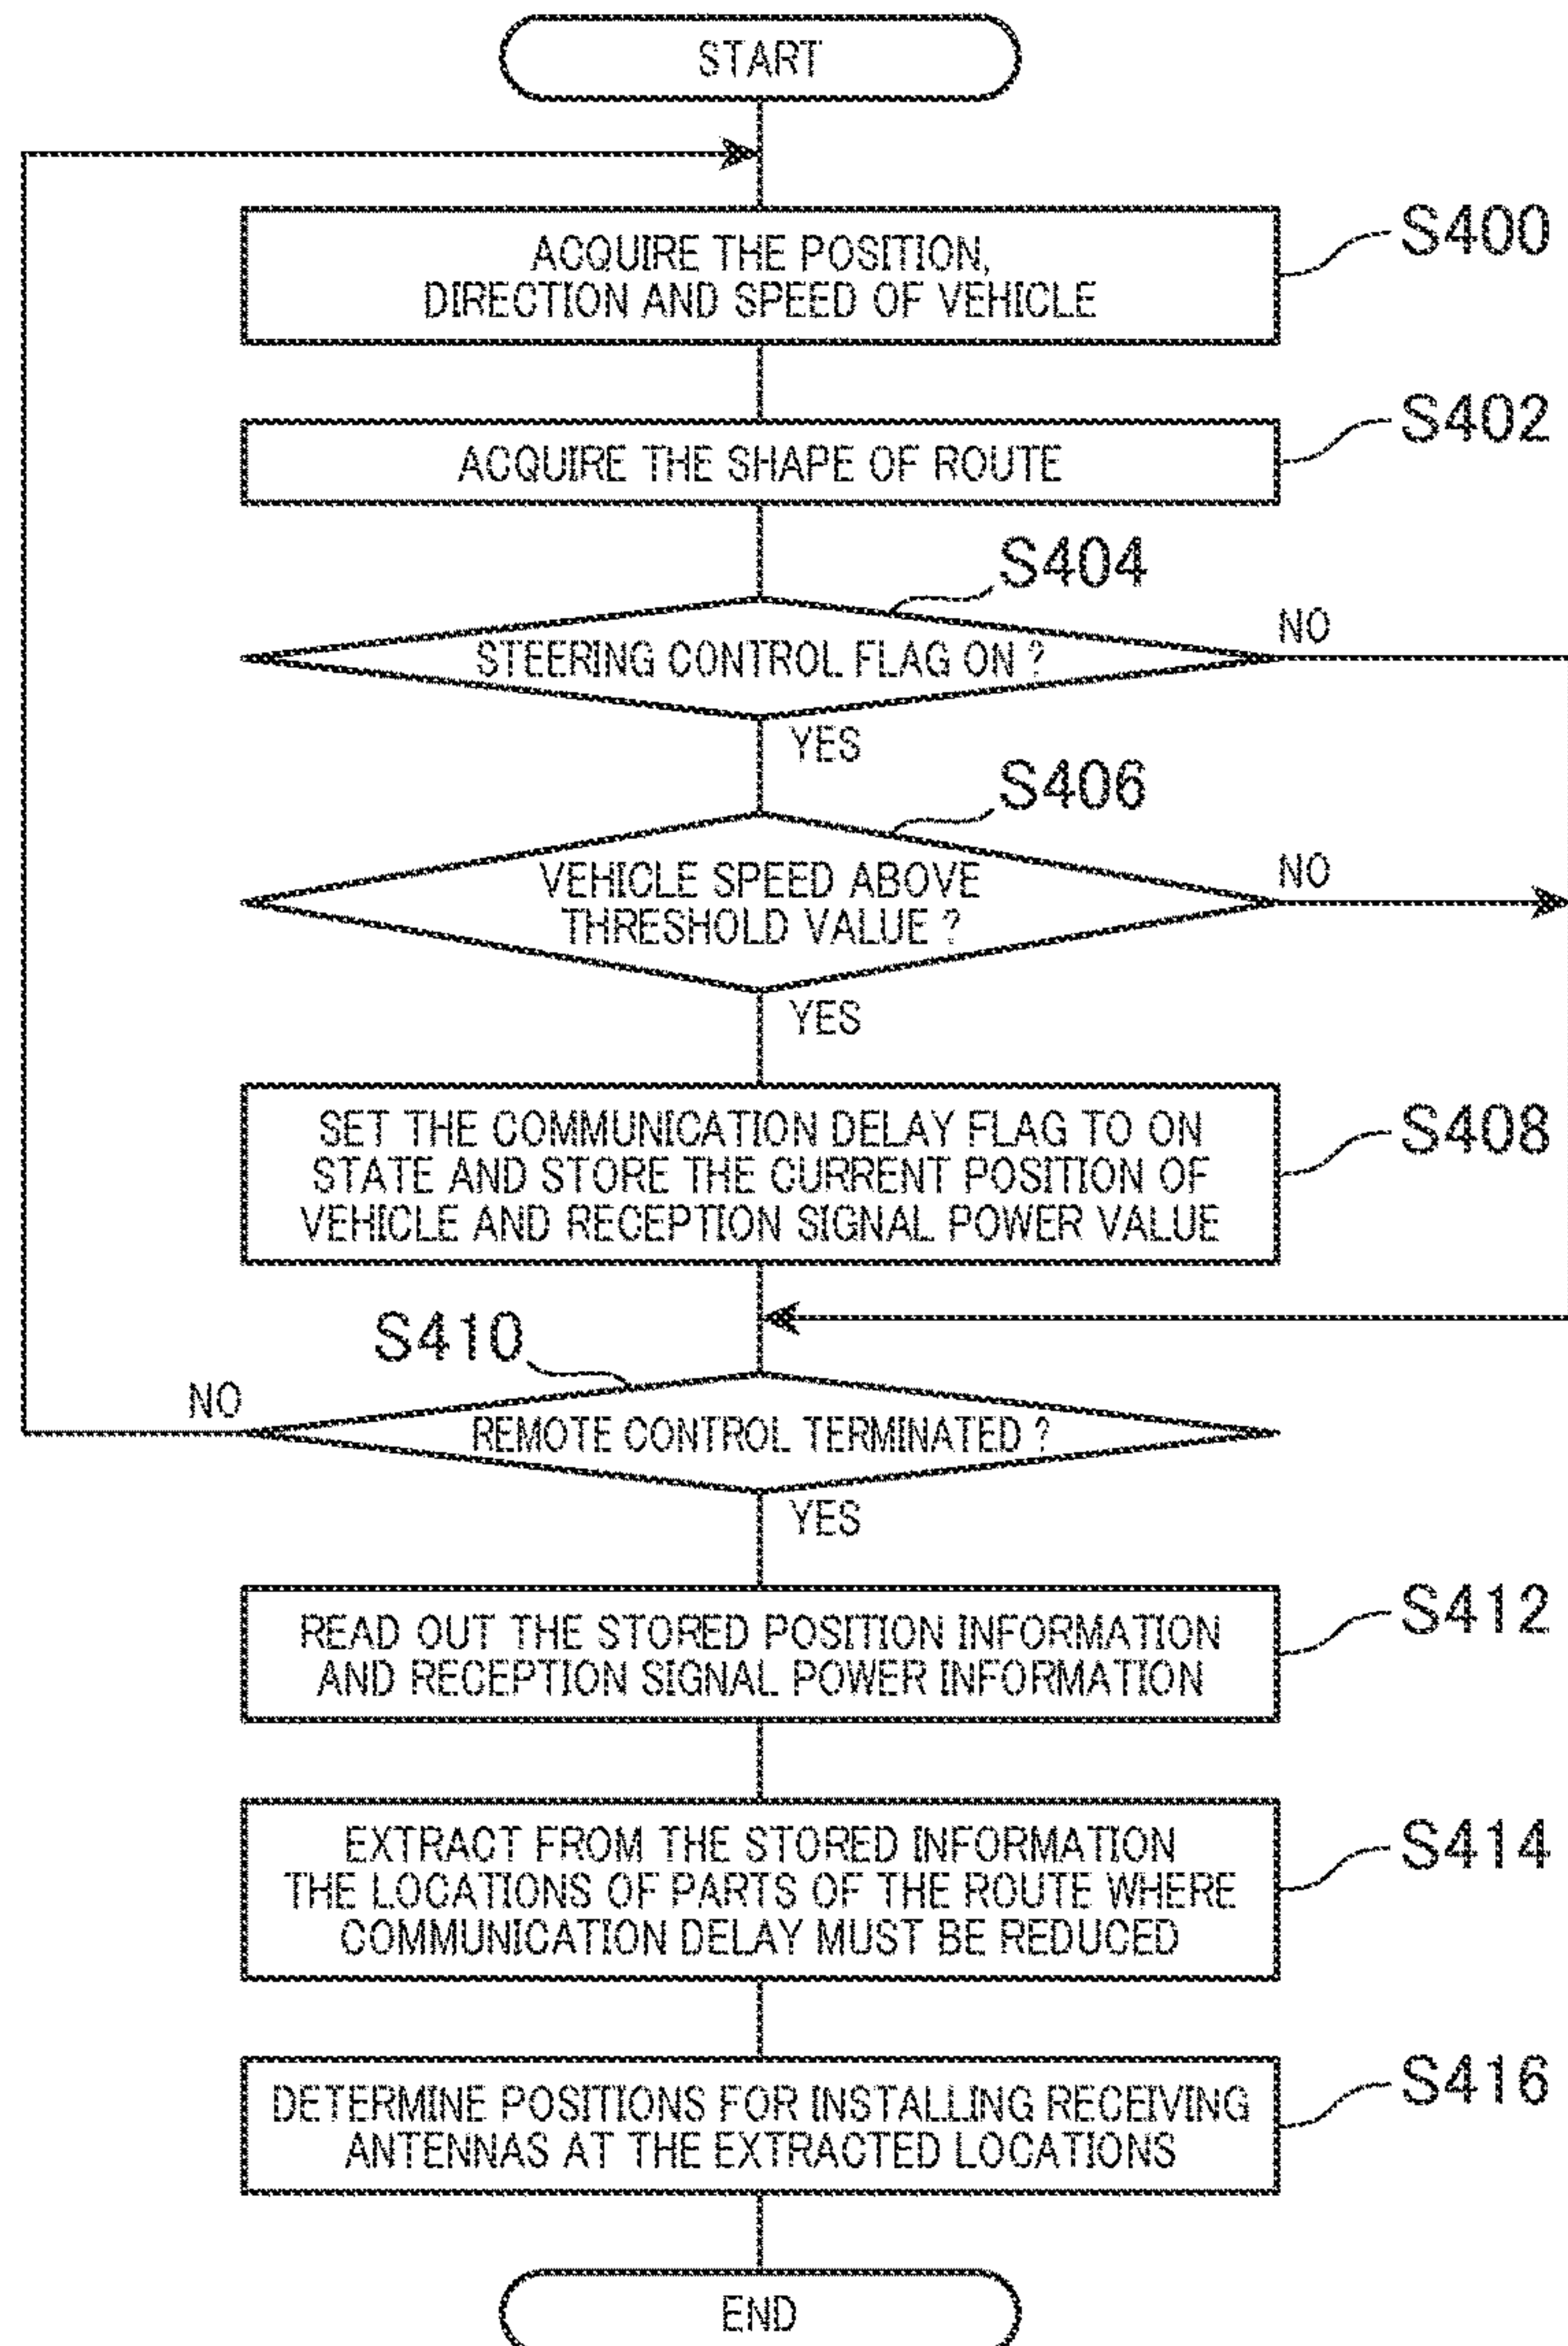 START
ACQUIRE THE POSITION,
DIRECTION AND SPEED OF VEHICLE
S400
ACQUIRE THE SHAPE OF ROUTE
S402
S404
STEERING CONTROL FLAG ON ?
NO
YES
S406
VEHICLE SPEED ABOVE
THRESHOLD VALUE ?
NO
YES
SET THE COMMUNICATION DELAY FLAG TO ON
STATE AND STORE THE CURRENT POSITION OF
VEHICLE AND RECEPTION SIGNAL POWER VALUE
S408
S410
NO
REMOTE CONTROL TERMINATED ?
YES
READ OUT THE STORED POSITION INFORMATION
AND RECEPTION SIGNAL POWER INFORMATION
S412
EXTRACT FROM THE STORED INFORMATION
THE LOCATIONS OF PARTS OF THE ROUTE WHERE
COMMUNICATION DELAY MUST BE REDUCED
S414
DETERMINE POSITIONS FOR INSTALLING RECEIVING
ANTENNAS AT THE EXTRACTED LOCATIONS
S416
END